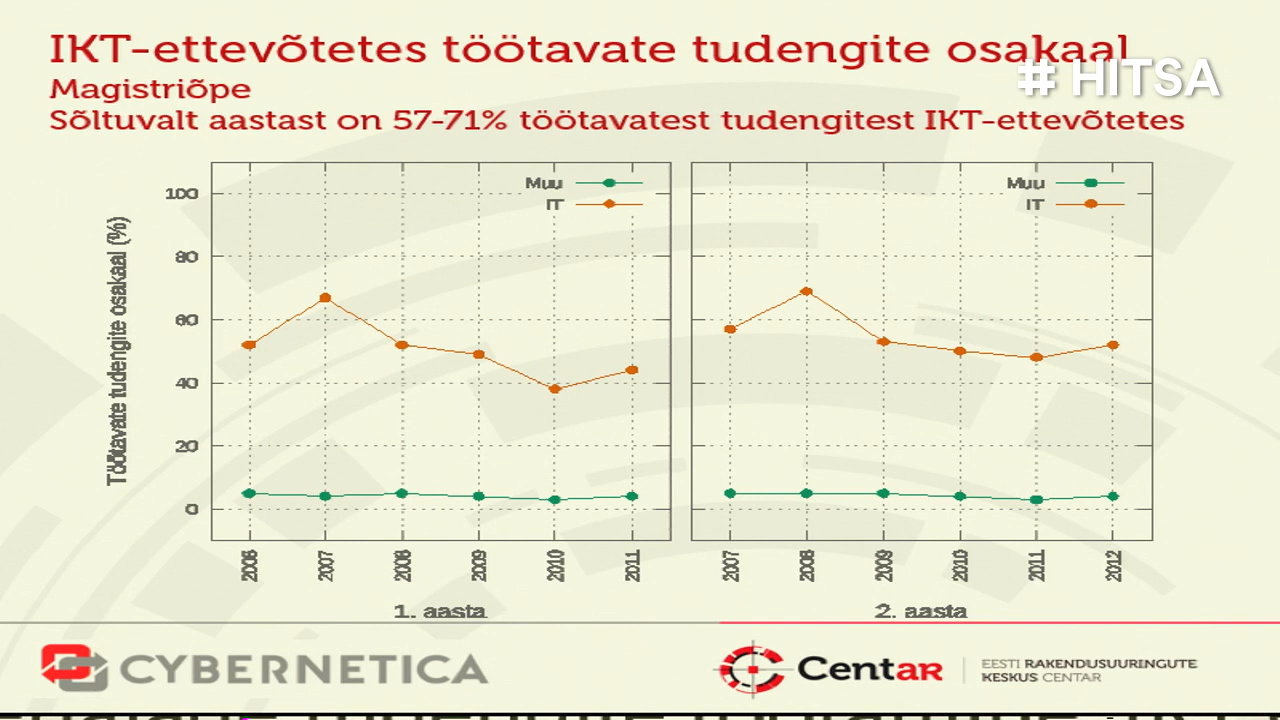 IKT-ettevõtetes töötavate tudengite osakaal
# HITSA
Magistriõpe
Sõltuvalt aastast on 57-71% töötavatest tudengitest IKT-ettevõtetes
Töötavate tudengite osakaal (%)
100
80
60
40
20
0
Muu
IT
2006 2007 2008 2009 2010 2011
1. aasta
Muu
IT
2007 2008 2009 2010 2011 2012
2. aasta
CYBERNETICA
Centar
EESTI RAKENDUSUURINGUTE
KESKUS CENTAR